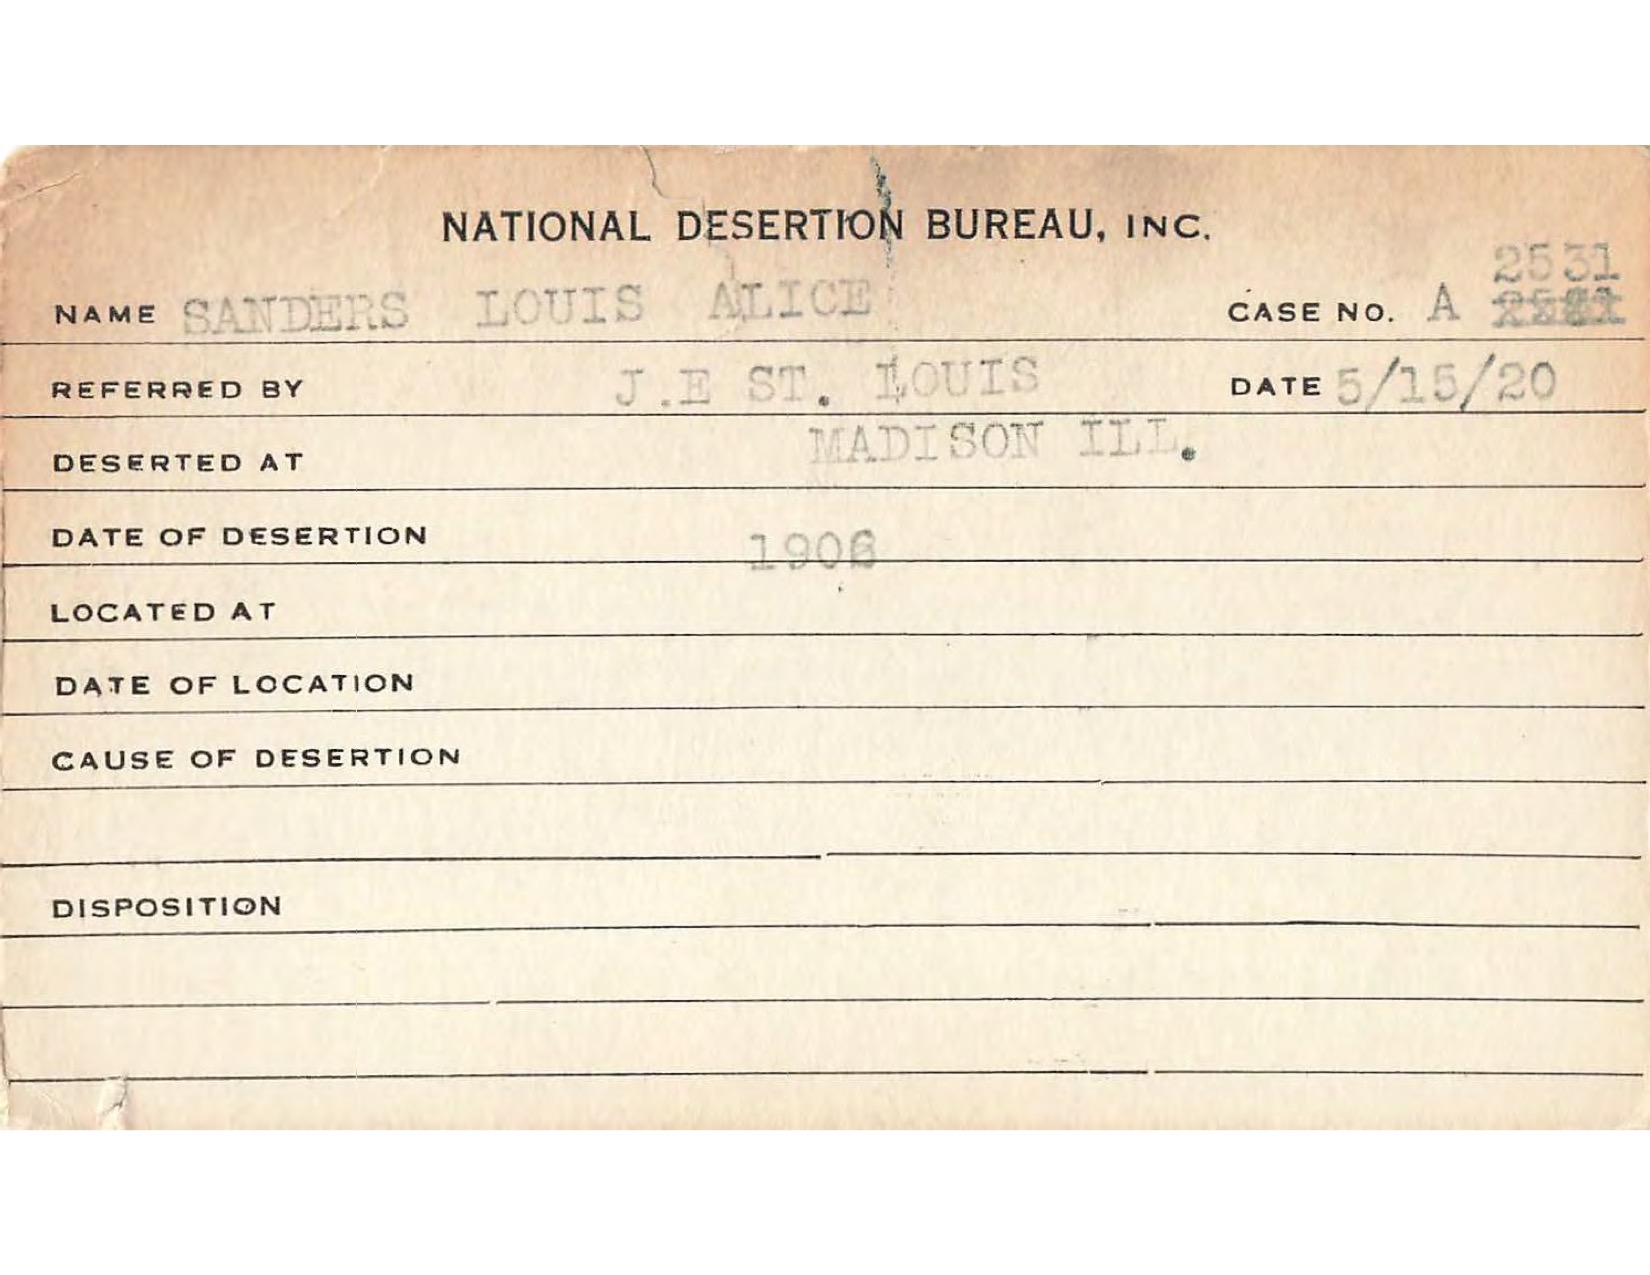 NATIONAL DESERTION BUREAU, INC.
2531
NAME SANDERS LOUIS ALICE CASE NO. A
REFERRED BY J.E ST. LOUIS DATE 5/15/20
DESERTED AT MADISON ILL.
DATE OF DESERTION
LOCATED AT
DATE OF LOCATION
CAUSE OF DESERTION
DISPOSITION